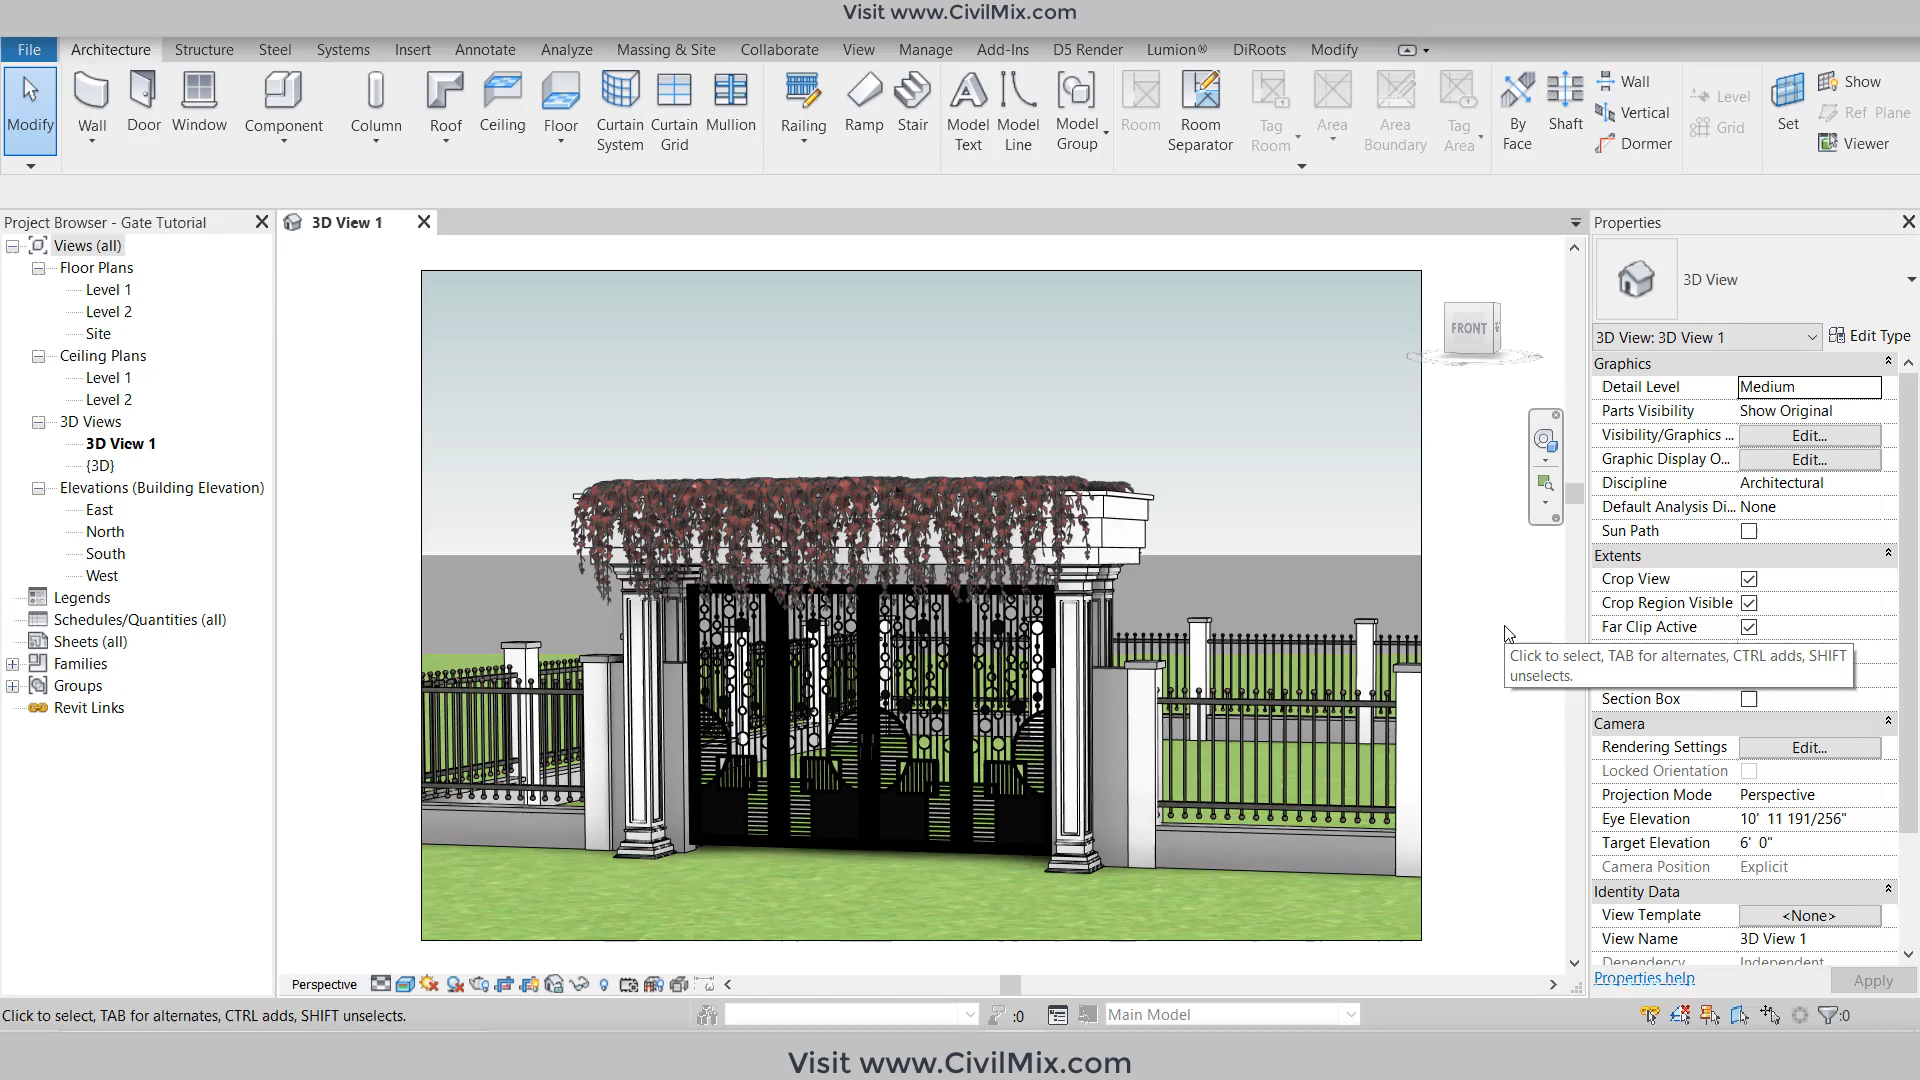 Visit www.CivilMix.com
File Architecture Structure Steel Systems Insert Annotate Analyze Massing & Site Collaborate View Manage Add-Ins D5 Render Lumion® DiRoots Modify
Modify Wall Door Window Component Column Roof Ceiling Floor Curtain System Curtain Grid Mullion Railing Ramp Stair Model Text Model Line Model Group Room Room Separator Tag Room Area Area Boundary Tag Area By Face Shaft Wall Vertical Dormer Level Grid Set Show Ref Plane Viewer
Project Browser - Gate Tutorial
Views (all)
Floor Plans
Level 1
Level 2
Site
Ceiling Plans
Level 1
Level 2
3D Views
3D View 1
{3D}
Elevations (Building Elevation)
East
North
South
West
Legends
Schedules/Quantities (all)
Sheets (all)
Families
Groups
Revit Links
3D View 1
FRONT
Properties
3D View
3D View: 3D View 1 Edit Type
Graphics
Detail Level Medium
Parts Visibility Show Original
Visibility/Graphics ... Edit...
Graphic Display O... Edit...
Discipline Architectural
Default Analysis Di... None
Sun Path
Extents
Crop View
Crop Region Visible
Far Clip Active
Click to select, TAB for alternates, CTRL adds, SHIFT
unselects.
Section Box
Camera
Rendering Settings Edit...
Locked Orientation
Projection Mode Perspective
Eye Elevation 10' 11 191/256"
Target Elevation 6' 0"
Camera Position Explicit
Identity Data
View Template <None>
View Name 3D View 1
Dependency Independent
Properties help Apply
Perspective
Click to select, TAB for alternates, CTRL adds, SHIFT unselects.
:0
Main Model
:0
Visit www.CivilMix.com